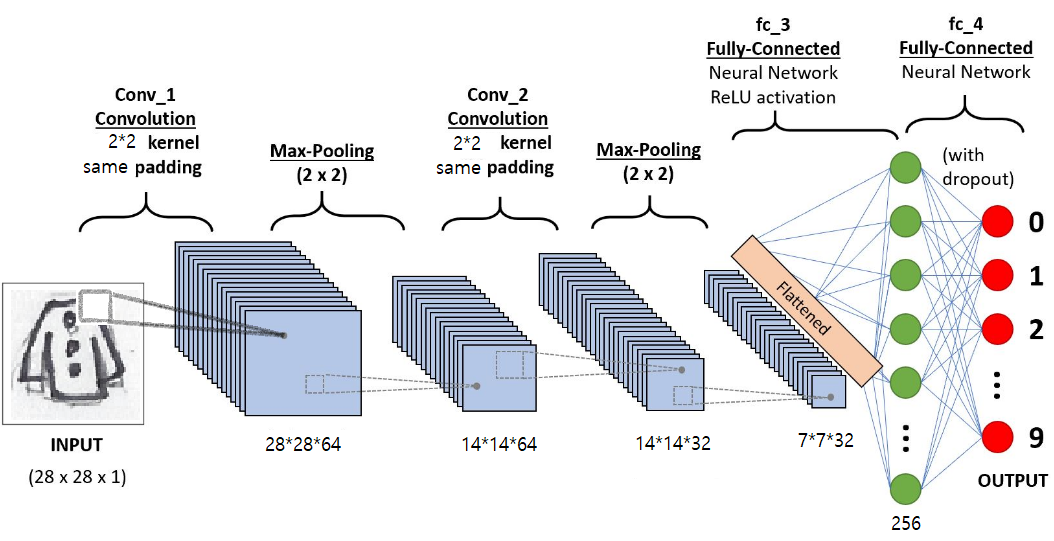 Conv_1
Convolution
2*2 kernel
same padding
Max-Pooling
(2 x 2)
Conv_2
Convolution
2*2 kernel
same padding
Max-Pooling
(2 x 2)
fc_3
Fully-Connected
Neural Network
ReLU activation
fc_4
Fully-Connected
Neural Network
(with
dropout)
Flattened
0
1
2
9
INPUT
(28 x 28 x 1)
28*28*64
14*14*64
14*14*32
7*7*32
256
OUTPUT